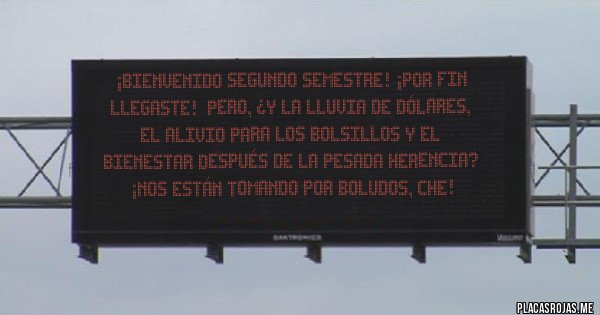 ¡BIENVENIDO SEGUNDO SEMESTRE! ¡POR FIN
LLEGASTE! PERO, ¿Y LA LLUVIA DE DÓLARES,
EL ALIVIO PARA LOS BOLSILLOS Y EL
BIENESTAR DESPUÉS DE LA PESADA HERENCIA?
¡NOS ESTÁN TOMANDO POR BOLUDOS, CHE!
DAKTRONICS
PLACASROJAS.ME